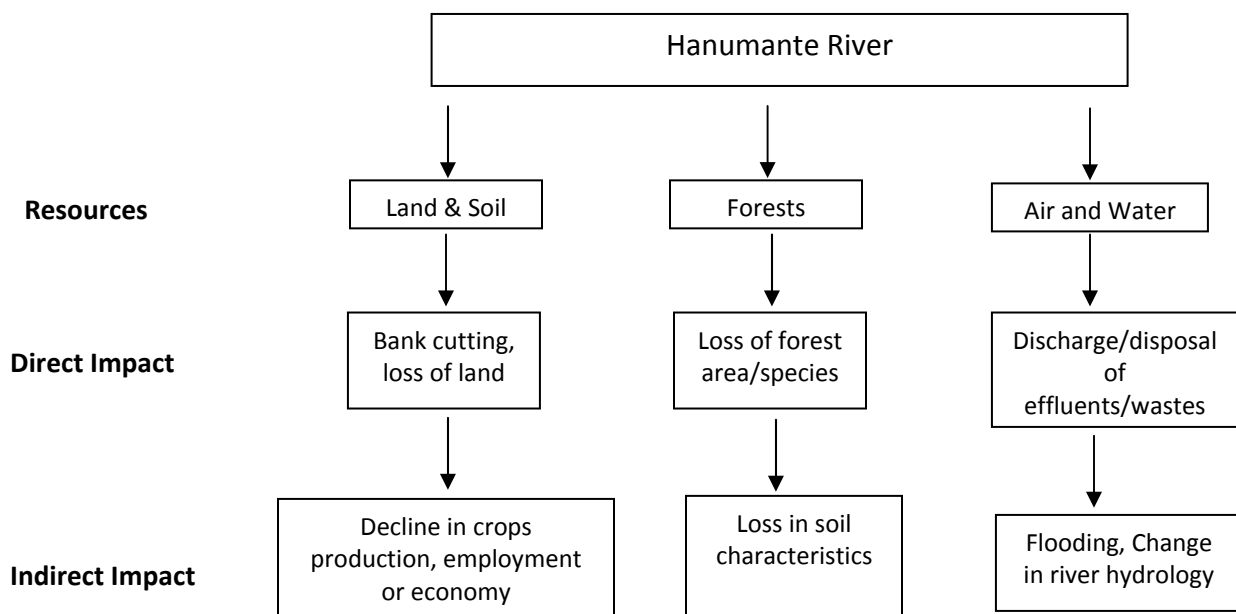 Hanumante River
Resources
Land & Soil
Forests
Air and Water
Direct Impact
Bank cutting,
loss of land
Loss of forest
area/species
Discharge/disposal
of
effluents/wastes
Indirect Impact
Decline in crops
production, employment
or economy
Loss in soil
characteristics
Flooding, Change
in river hydrology